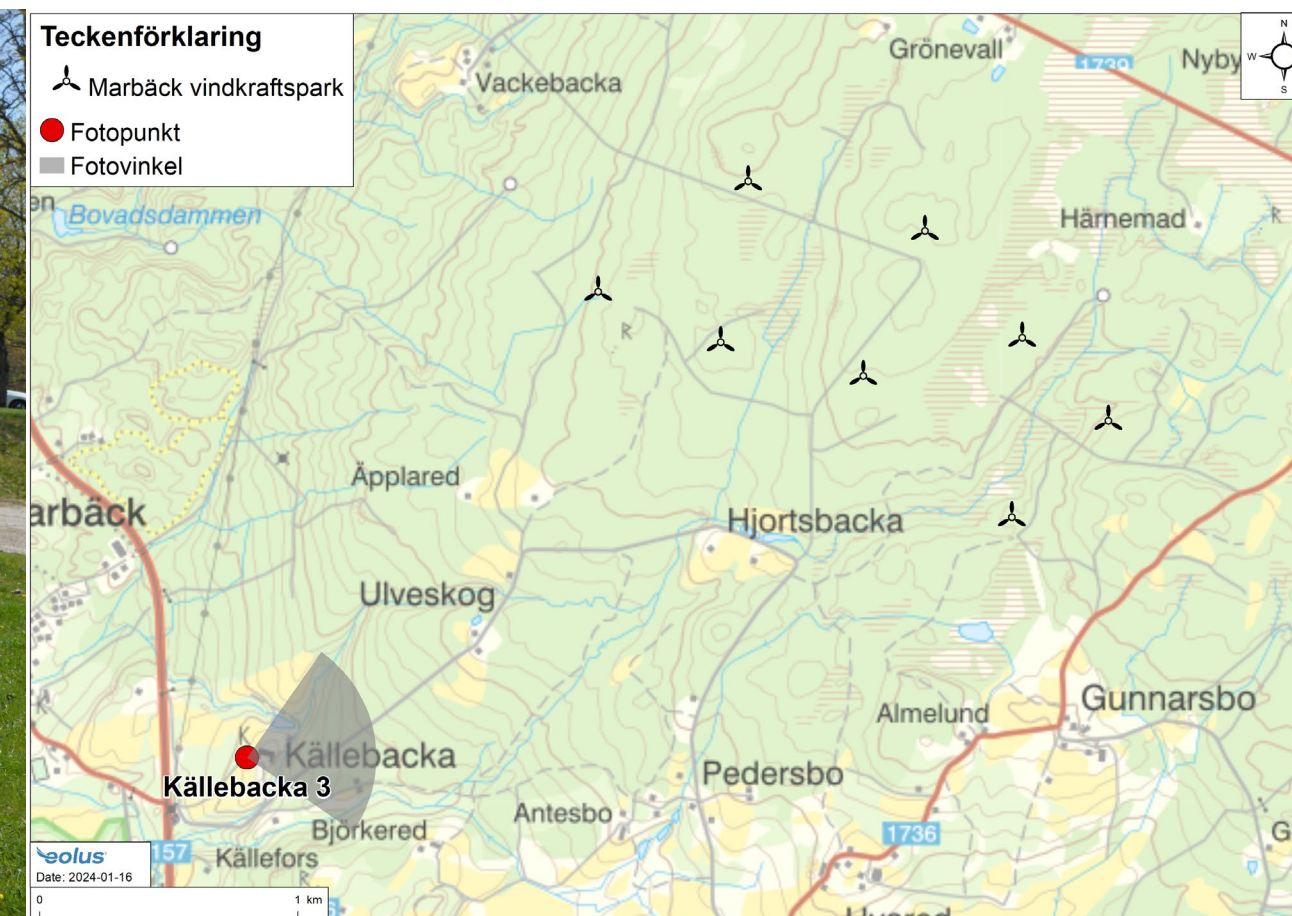 Teckenförklaring
Marbäck vindkraftspark
Fotopunkt
Fotovinkel
N
W
S
Grönevall
1739
Nyby
Vackebacka
en
Bovadsdammen
Härnemad
R
R
Äpplared
arbäck
Hjortsbacka
Ulveskog
K
Källebacka
Källebacka 3
Gunnarsbo
Almelund
Pedersbo
Antesbo
Björkered
1736
G
157
Källefors
R
eolus
Date: 2024-01-16
0
1 km